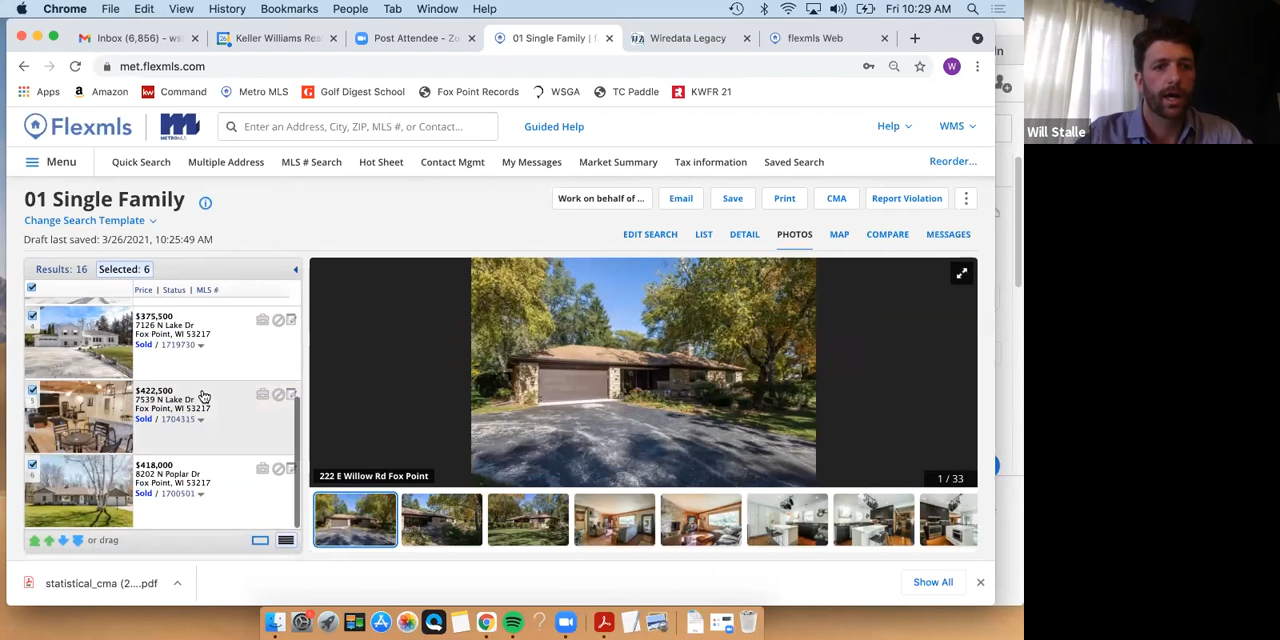 Chrome File Edit View History Bookmarks People Tab Window Help Fri 10:29 AM
Inbox (6,856) - ws Keller Williams Rea Post Attendee - Zo 01 Single Family | f Wiredata Legacy flexmls Web
met.flexmls.com W
Apps Amazon Command Metro MLS Golf Digest School Fox Point Records WSGA TC Paddle KWFR 21
Flexmls METROMLS Enter an Address, City, ZIP, MLS #, or Contact... Guided Help Help WMS
Menu Quick Search Multiple Address MLS # Search Hot Sheet Contact Mgmt My Messages Market Summary Tax information Saved Search Reorder...
01 Single Family
Work on behalf of ... Email Save Print CMA Report Violation
Change Search Template
Draft last saved: 3/26/2021, 10:25:49 AM
EDIT SEARCH LIST DETAIL PHOTOS MAP COMPARE MESSAGES
Results: 16 Selected: 6
Price | Status | MLS #
4
$375,500
7126 N Lake Dr
Fox Point, WI 53217
Sold / 1719730
5
$422,500
7539 N Lake Dr
Fox Point, WI 53217
Sold / 1704315
6
$418,000
8202 N Poplar Dr
Fox Point, WI 53217
Sold / 1700501
or drag
222 E Willow Rd Fox Point
1 / 33
statistical_cma (2....pdf
Show All
Will Stalle